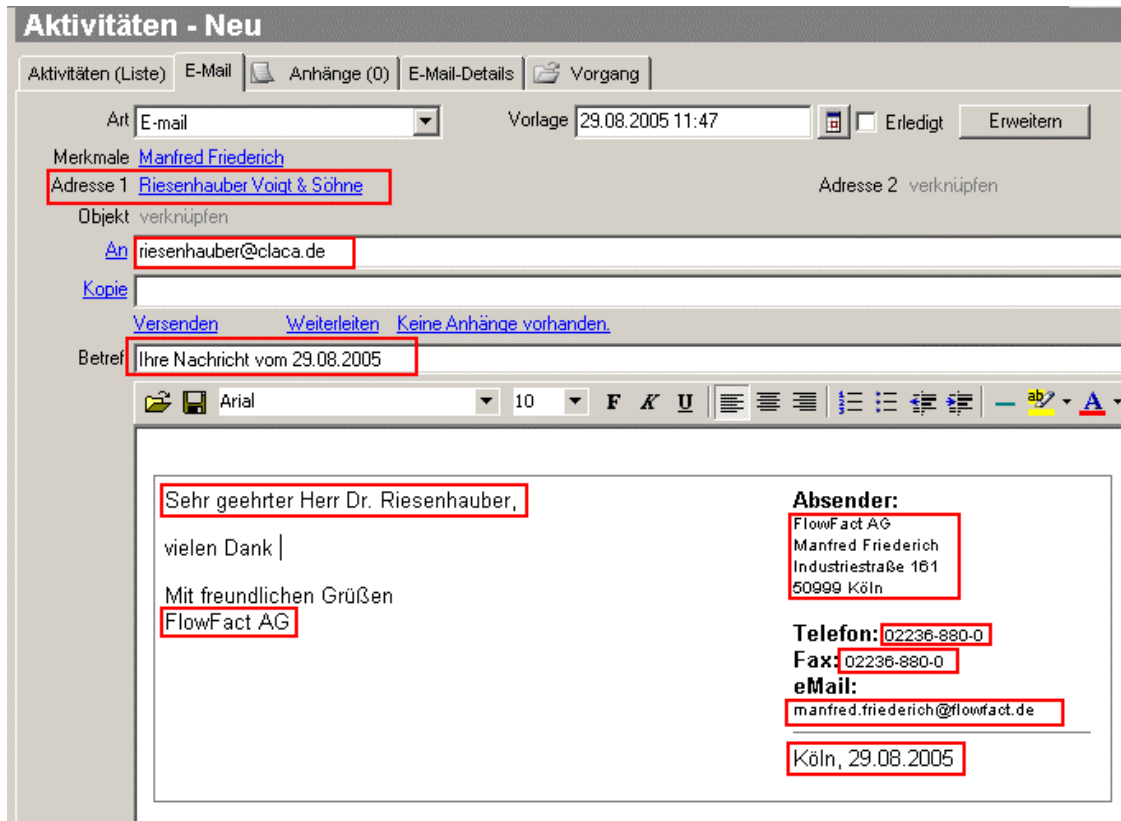 Aktivitäten - Neu
Aktivitäten (Liste) E-Mail Anhänge (0) E-Mail-Details Vorgang
Art E-mail Vorlage 29.08.2005 11:47 Erledigt Erweitern
Merkmale Manfred Friederich
Adresse 1 Riesenhauber Voigt & Söhne Adresse 2 verknüpfen
Objekt verknüpfen
An riesenhauber@claca.de
Kopie
Versenden Weiterleiten Keine Anhänge vorhanden.
Betref Ihre Nachricht vom 29.08.2005
Arial 10 F K U ab A
Sehr geehrter Herr Dr. Riesenhauber,
vielen Dank
Mit freundlichen Grüßen
FlowFact AG
Absender:
FlowFact AG
Manfred Friederich
Industriestraße 161
50999 Köln
Telefon: 02236-880-0
Fax: 02236-880-0
eMail:
manfred.friederich@flowfact.de
Köln, 29.08.2005